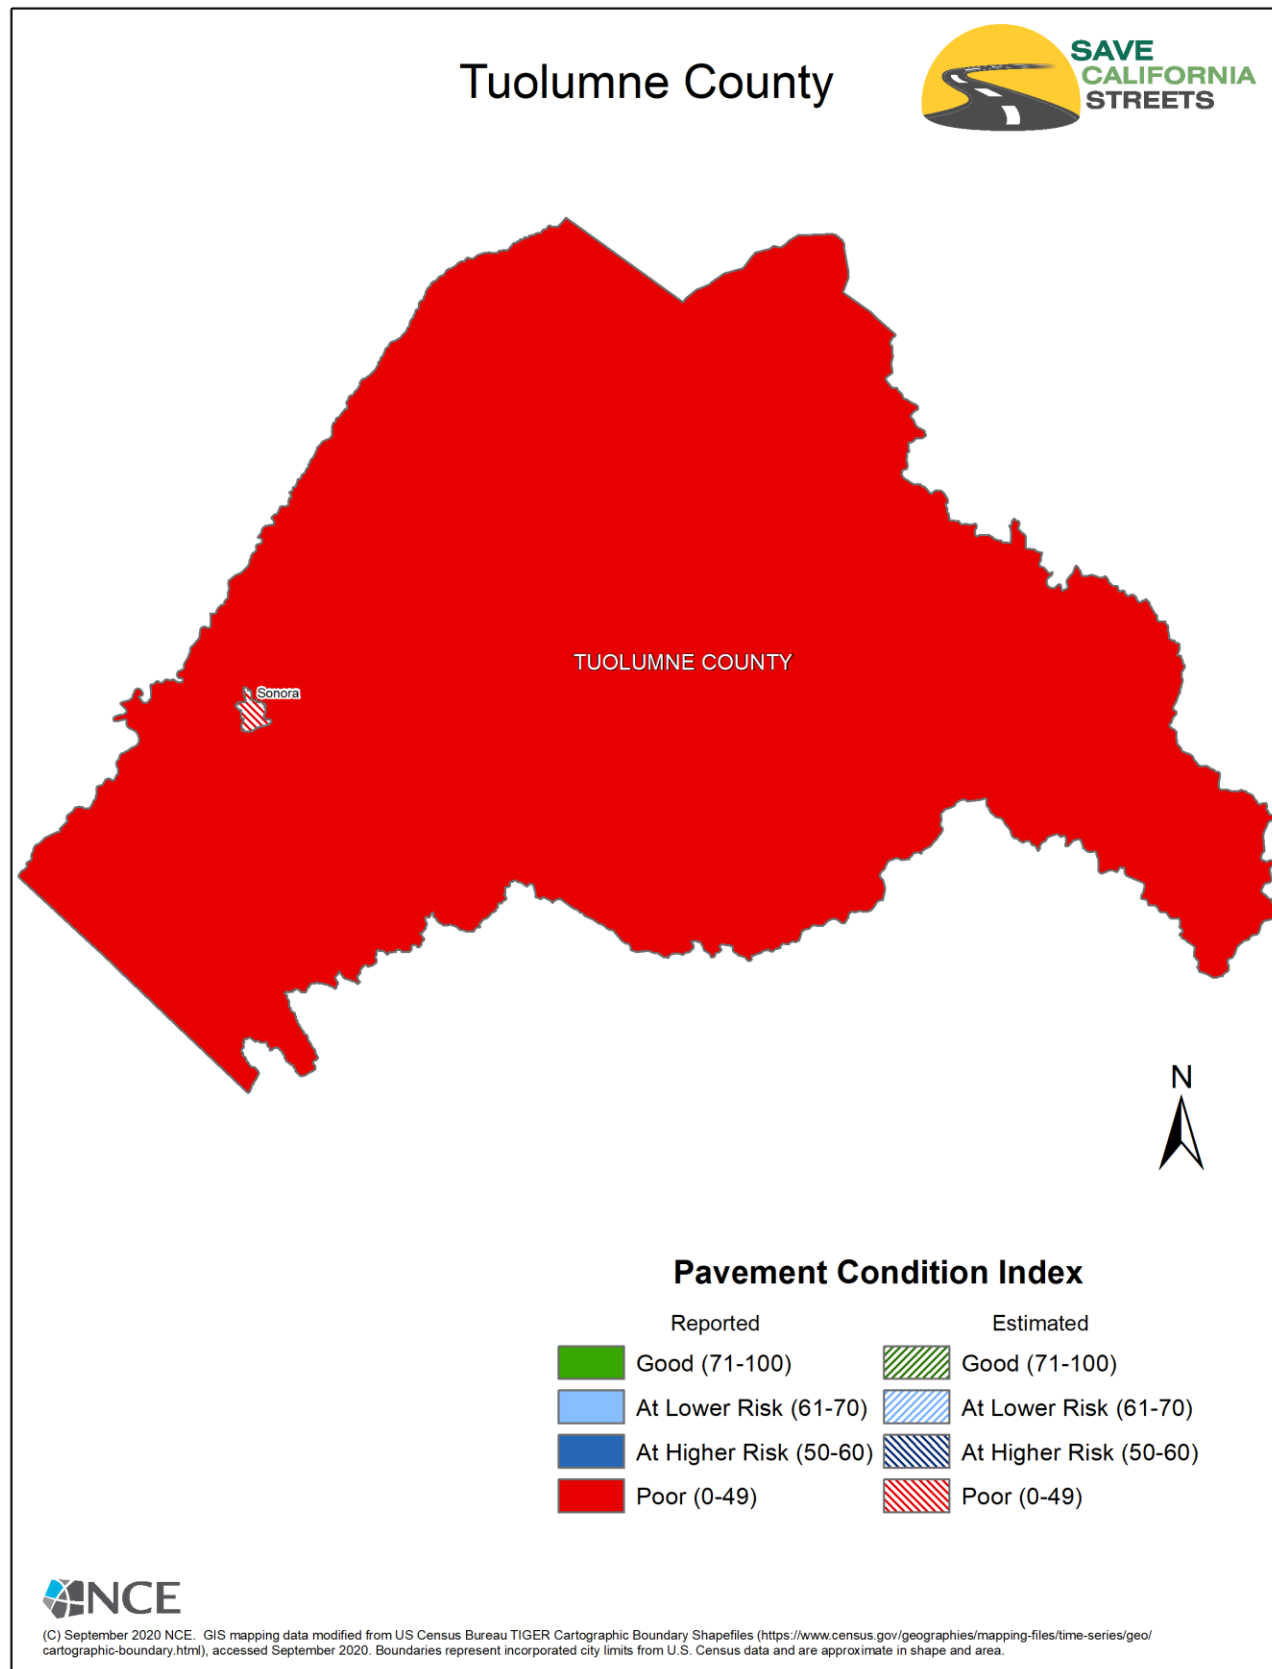 Tuolumne County
SAVE
CALIFORNIA
STREETS
TUOLUMNE COUNTY
Sonora
N
Pavement Condition Index
Reported
Estimated
Good (71-100)
Good (71-100)
At Lower Risk (61-70)
At Lower Risk (61-70)
At Higher Risk (50-60)
At Higher Risk (50-60)
Poor (0-49)
Poor (0-49)
NCE
(C) September 2020 NCE.  GIS mapping data modified from US Census Bureau TIGER Cartographic Boundary Shapefiles (https://www.census.gov/geographies/mapping-files/time-series/geo/
cartographic-boundary.html), accessed September 2020. Boundaries represent incorporated city limits from U.S. Census data and are approximate in shape and area.